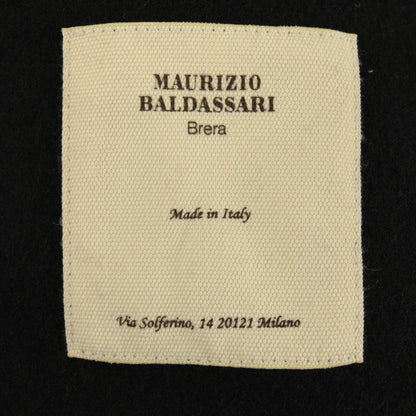 MAURIZIO
BALDASSARI
Brera
Made in Italy
Via Solferino, 14 20121 Milano